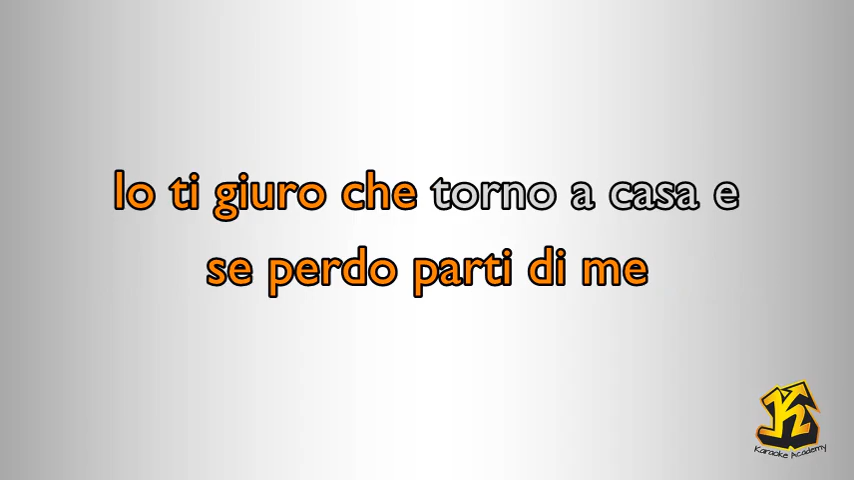 Io ti giuro che torno a casa e
se perdo parti di me
Karaoke Academy